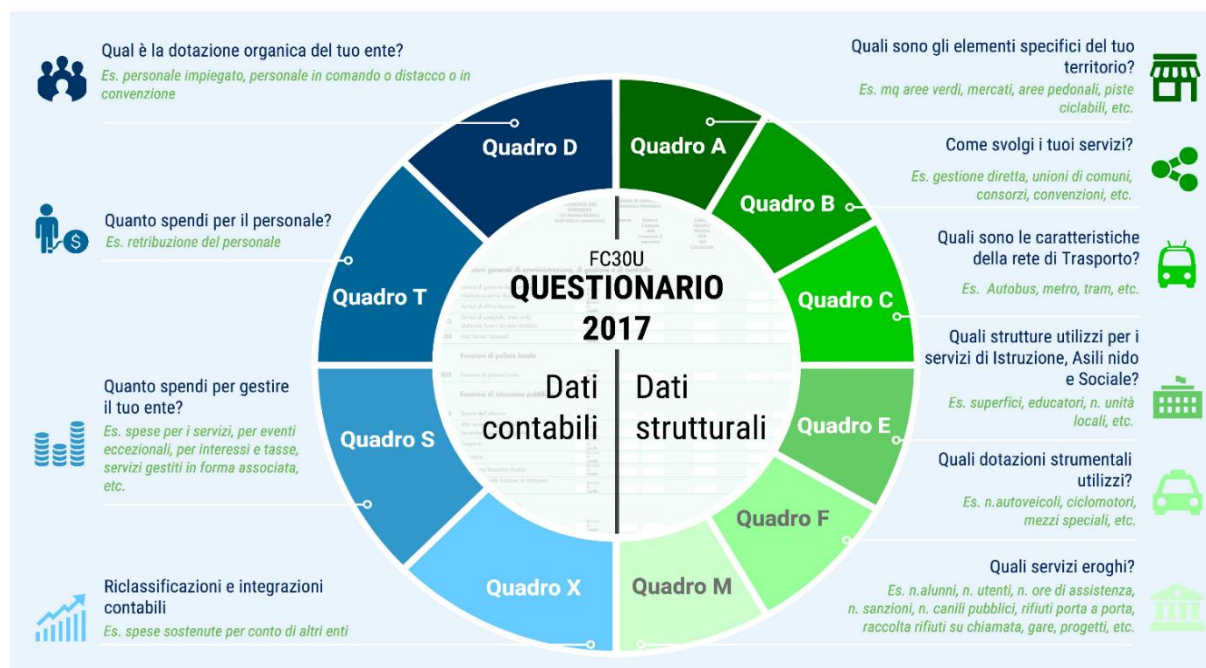 Qual è la dotazione organica del tuo ente?
Es. personale impiegato, personale in comando o distacco o in
convenzione
Quanto spendi per il personale?
Es. retribuzione del personale
Quanto spendi per gestire
il tuo ente?
Es. spese per i servizi, per eventi
eccezionali, per interessi e tasse,
servizi gestiti in forma associata,
etc.
Riclassificazioni e integrazioni
contabili
Es. spese sostenute per conto di altri enti
Quadro D
Quadro T
Quadro S
Quadro X
Quadro A
Quadro B
Quadro C
Quadro E
Quadro F
Quadro M
FC30U
QUESTIONARIO
2017
Dati
contabili
Dati
strutturali
Quali sono gli elementi specifici del tuo
territorio?
Es. mq aree verdi, mercati, aree pedonali, piste
ciclabili, etc.
Come svolgi i tuoi servizi?
Es. gestione diretta, unioni di comuni,
consorzi, convenzioni, etc.
Quali sono le caratteristiche
della rete di Trasporto?
Es. Autobus, metro, tram, etc.
Quali strutture utilizzi per i
servizi di Istruzione, Asili nido
e Sociale?
Es. superfici, educatori, n. unità
locali, etc.
Quali dotazioni strumentali
utilizzi?
Es. n.autoveicoli, ciclomotori,
mezzi speciali, etc.
Quali servizi eroghi?
Es. n.alunni, n. utenti, n. ore di assistenza,
n. sanzioni, n. canili pubblici, rifiuti porta a porta,
raccolta rifiuti su chiamata, gare, progetti, etc.